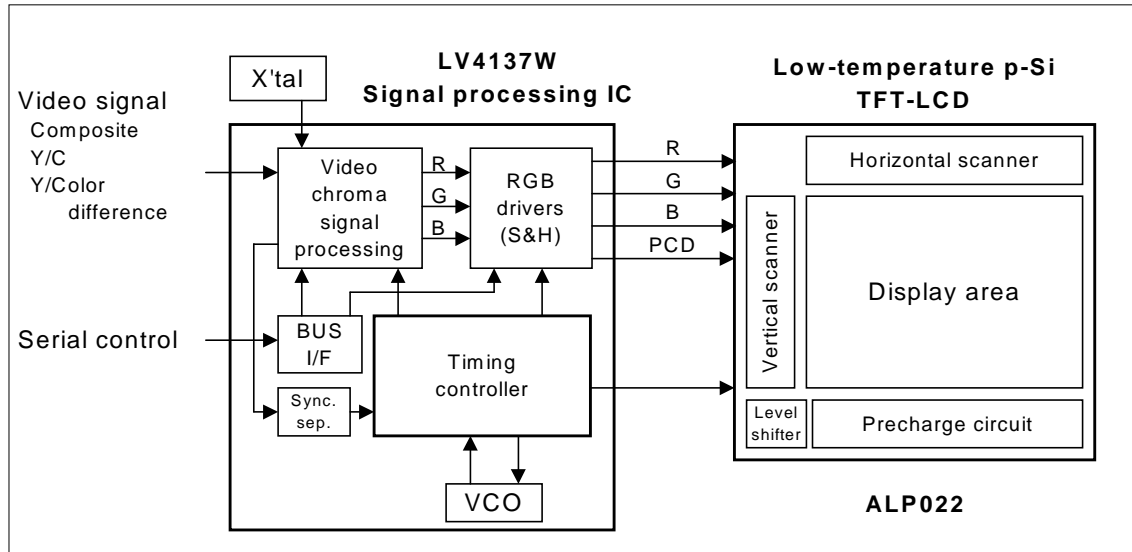 LV4137W
Signal processing IC
Low-temperature p-Si
TFT-LCD
X'tal
Video signal
Composite
Y/C
Y/Color
difference
Video
chroma
signal
processing
R
G
B
RGB
drivers
(S&H)
R
G
B
PCD
Horizontal scanner
Vertical scanner
Display area
Serial control
BUS
I/F
Timing
controller
Sync.
sep.
Level
shifter
Precharge circuit
VCO
ALP022